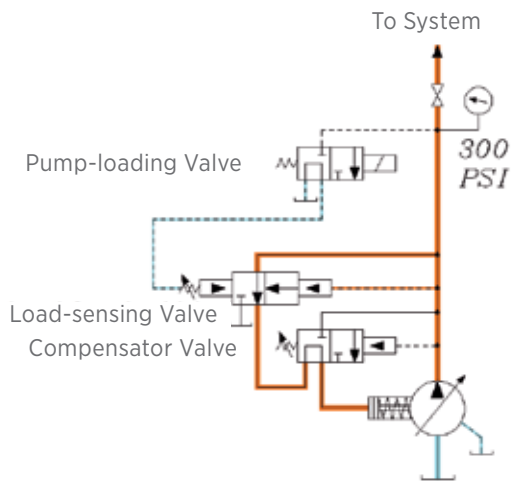 To System
300
PSI
Pump-loading Valve
Load-sensing Valve
Compensator Valve